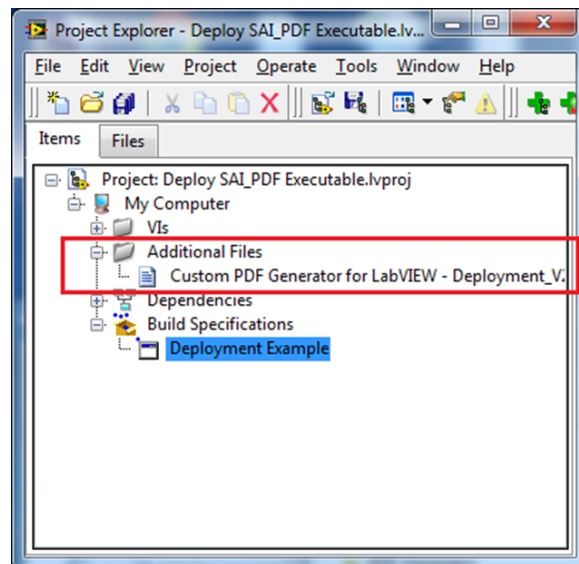 Project Explorer - Deploy SAI_PDF Executable.lv...
File Edit View Project Operate Tools Window Help
Items Files
Project: Deploy SAI_PDF Executable.lvproj
My Computer
VIs
Additional Files
Custom PDF Generator for LabVIEW - Deployment_V.
Dependencies
Build Specifications
Deployment Example